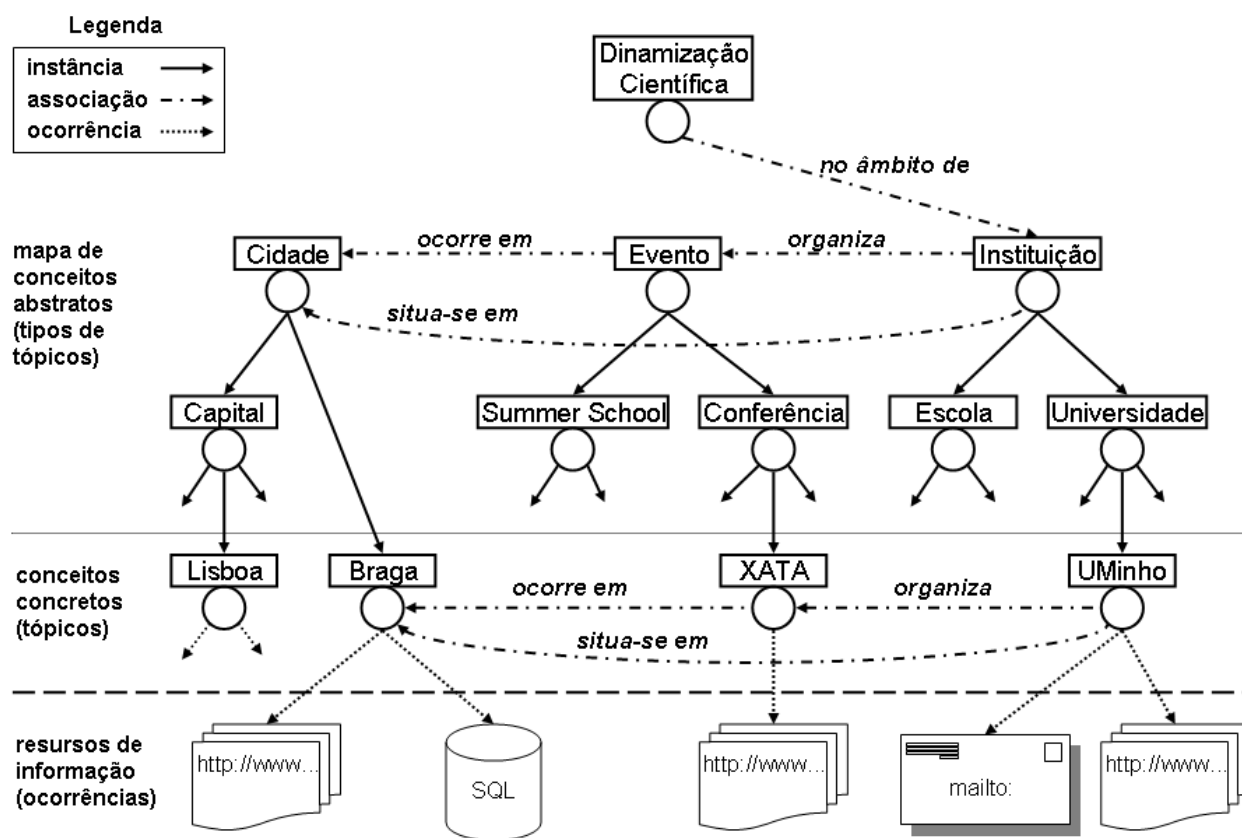 Legenda
instância
associação
ocorrência
Dinamização
Científica
no âmbito de
mapa de
conceitos
abstratos
(tipos de
tópicos)
Cidade
ocorre em
Evento
organiza
Instituição
situa-se em
Capital
Summer School
Conferência
Escola
Universidade
conceitos
concretos
(tópicos)
Lisboa
Braga
ocorre em
XATA
organiza
UMinho
situa-se em
resursos de
informação
(ocorrências)
http://www...
SQL
http://www...
mailto:
http://www...